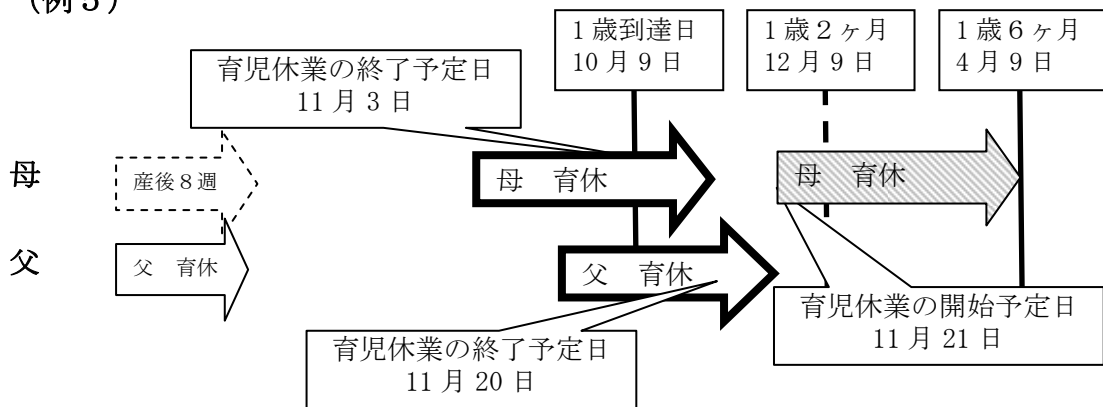 （例５）
１歳到達日
10月9日
１歳２ヶ月
12月9日
１歳６ヶ月
4月9日
育児休業の終了予定日
11月3日
母
産後８週
母　育休
母　育休
父
父　育休
父　育休
育児休業の開始予定日
11月21日
育児休業の終了予定日
11月20日